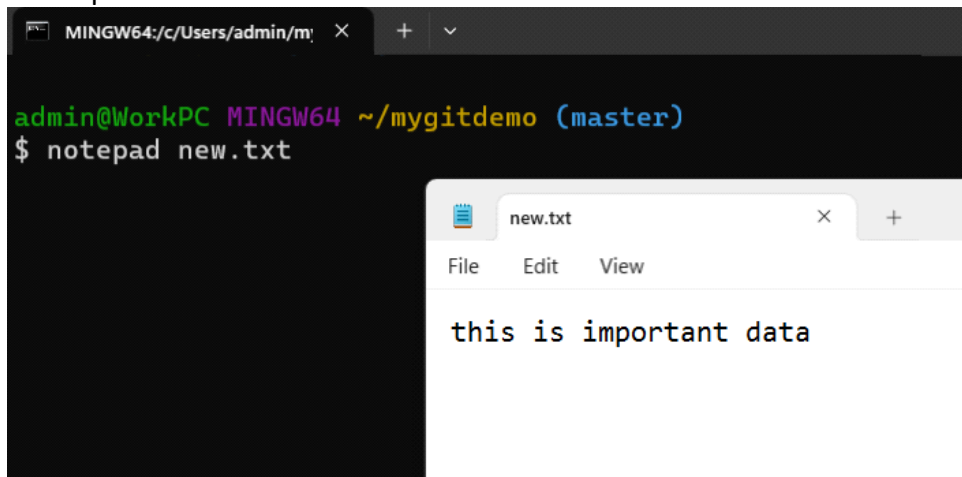 MINGW64:/c/Users/admin/my
admin@WorkPC MINGW64 ~/mygitdemo (master)
$ notepad new.txt
new.txt
File Edit View
this is important data